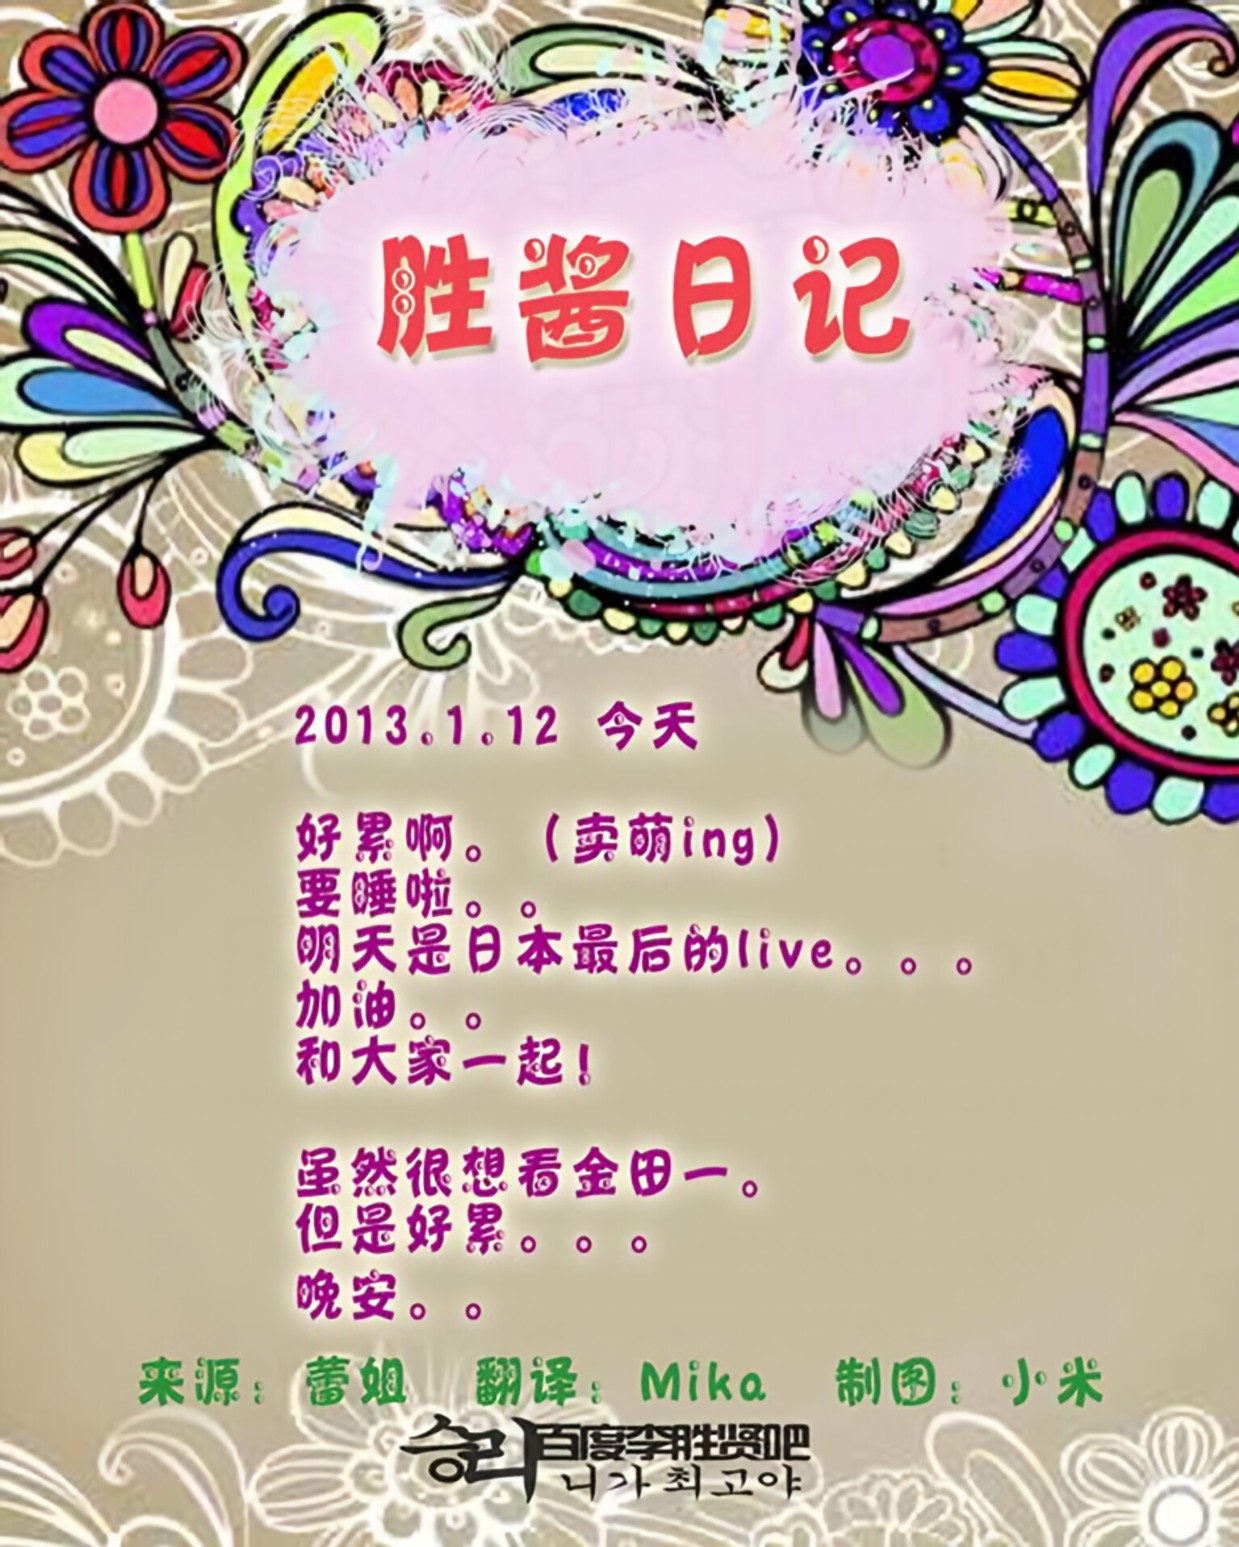 胜酱日记
2013.1.12 今天
好累啊。（卖萌ing）
要睡啦。。
明天是日本最后的live。。。
加油。。
和大家一起！
虽然很想看金田一。
但是好累。。。
晚安。。
来源：蕾姐 翻译：Mika 制图：小米
승리 百度李胜贤吧
니가 최고야